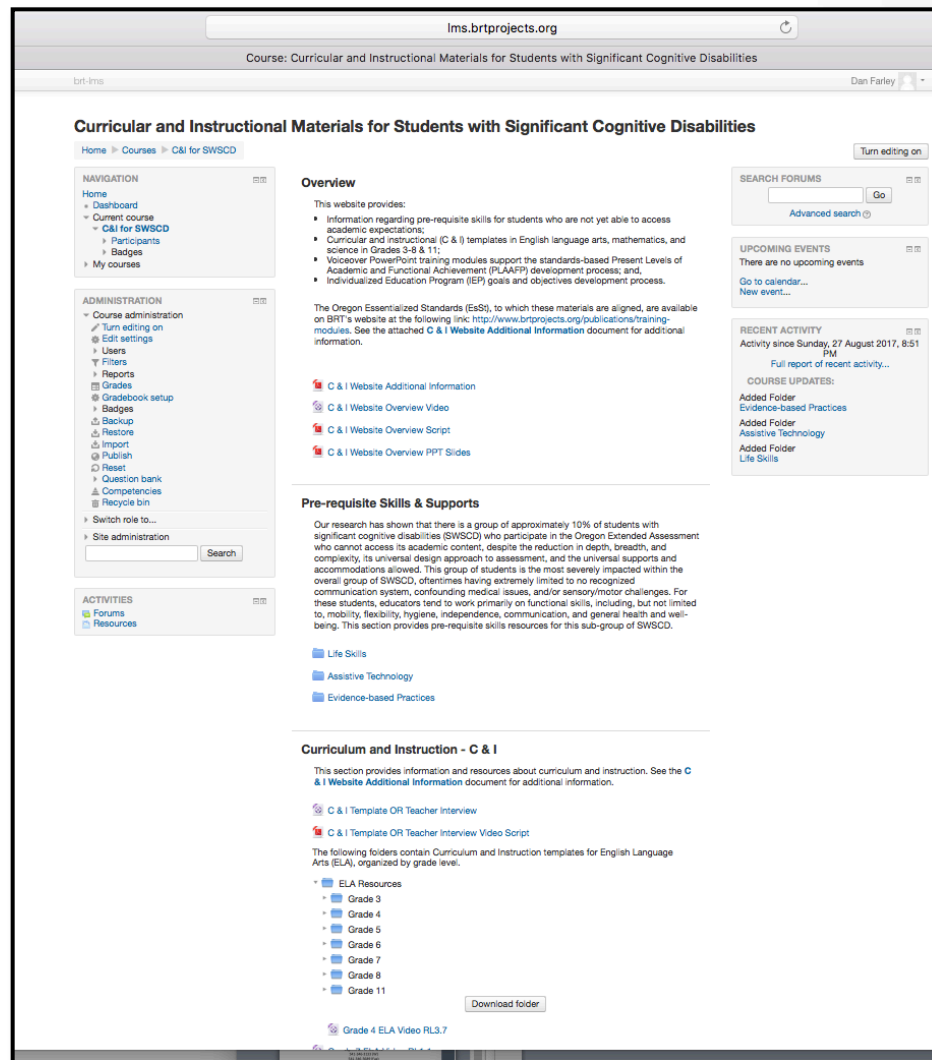 lms.brtprojects.org
Course: Curricular and Instructional Materials for Students with Significant Cognitive Disabilities
brt-lms
Dan Farley
Curricular and Instructional Materials for Students with Significant Cognitive Disabilities
Home Courses C&I for SWSCD
Turn editing on
NAVIGATION
Home
Dashboard
Current course
C&I for SWSCD
Participants
Badges
My courses
ADMINISTRATION
Course administration
Turn editing on
Edit settings
Users
Filters
Reports
Grades
Gradebook setup
Badges
Backup
Restore
Import
Publish
Reset
Question bank
Competencies
Recycle bin
Switch role to...
Site administration
Search
ACTIVITIES
Forums
Resources
Overview
This website provides:
Information regarding pre-requisite skills for students who are not yet able to access
academic expectations;
Curricular and instructional (C & I) templates in English language arts, mathematics, and
science in Grades 3-8 & 11;
Voiceover PowerPoint training modules support the standards-based Present Levels of
Academic and Functional Achievement (PLAAFP) development process; and,
Individualized Education Program (IEP) goals and objectives development process.
The Oregon Essentialized Standards (EsSt), to which these materials are aligned, are available
on BRT's website at the following link: http://www.brtprojects.org/publications/training-
modules. See the attached C & I Website Additional Information document for additional
information.
C & I Website Additional Information
C & I Website Overview Video
C & I Website Overview Script
C & I Website Overview PPT Slides
Pre-requisite Skills & Supports
Our research has shown that there is a group of approximately 10% of students with
significant cognitive disabilities (SWSCD) who participate in the Oregon Extended Assessment
who cannot access its academic content, despite the reduction in depth, breadth, and
complexity, its universal design approach to assessment, and the universal supports and
accommodations allowed. This group of students is the most severely impacted within the
overall group of SWSCD, oftentimes having extremely limited to no recognized
communication system, confounding medical issues, and/or sensory/motor challenges. For
these students, educators tend to work primarily on functional skills, including, but not limited
to, mobility, flexibility, hygiene, independence, communication, and general health and well-
being. This section provides pre-requisite skills resources for this sub-group of SWSCD.
Life Skills
Assistive Technology
Evidence-based Practices
Curriculum and Instruction - C & I
This section provides information and resources about curriculum and instruction. See the C
& I Website Additional Information document for additional information.
C & I Template OR Teacher Interview
C & I Template OR Teacher Interview Video Script
The following folders contain Curriculum and Instruction templates for English Language
Arts (ELA), organized by grade level.
ELA Resources
Grade 3
Grade 4
Grade 5
Grade 6
Grade 7
Grade 8
Grade 11
Download folder
Grade 4 ELA Video RL3.7
SEARCH FORUMS
Go
Advanced search
UPCOMING EVENTS
There are no upcoming events
Go to calendar...
New event...
RECENT ACTIVITY
Activity since Sunday, 27 August 2017, 8:51
PM
Full report of recent activity...
COURSE UPDATES:
Added Folder
Evidence-based Practices
Added Folder
Assistive Technology
Added Folder
Life Skills